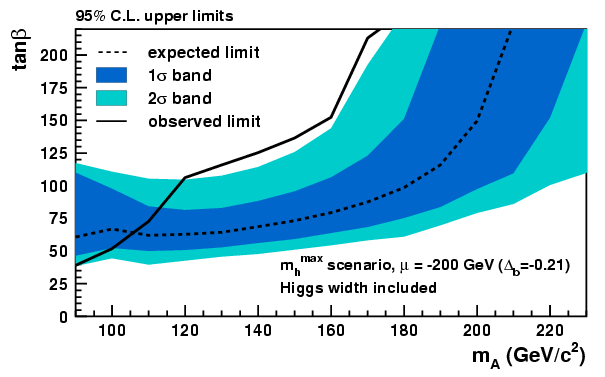 95% C.L. upper limits
tanβ
expected limit
1σ band
2σ band
observed limit
200
175
150
125
100
75
50
25
0
m_h^max scenario, μ = -200 GeV (Δ_b=-0.21)
Higgs width included
100 120 140 160 180 200 220
m_A (GeV/c²)